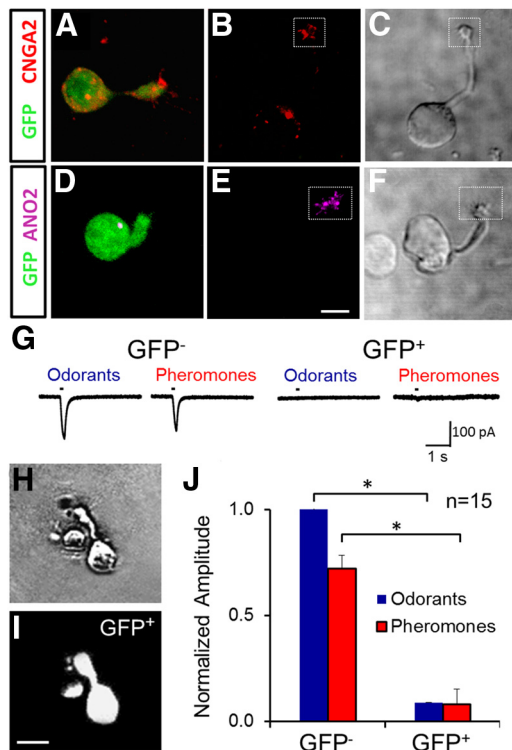 A
B
C
GFP CNGA2
D
E
F
GFP ANO2
G
GFP-
GFP+
Odorants
Pheromones
Odorants
Pheromones
100 pA
1 s
H
J
*
n=15
*
1.0
Normalized Amplitude
Odorants
Pheromones
0.5
I
GFP+
0.0
GFP-
GFP+